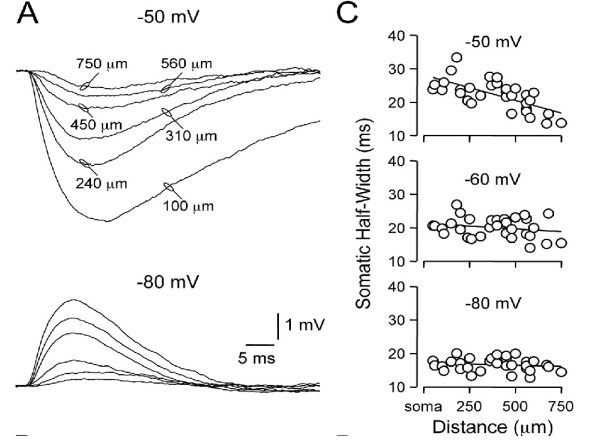 A
-50 mV
750 µm
560 µm
450 µm
310 µm
240 µm
100 µm
-80 mV
1 mV
5 ms
C
Somatic Half-Width (ms)
-50 mV
40
30
20
10
-60 mV
40
30
20
10
-80 mV
40
30
20
10
soma 250 500 750
Distance (µm)